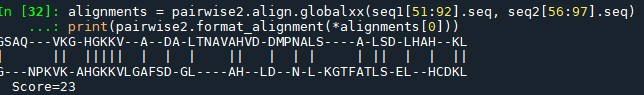 In [32]: alignments = pairwise2.align.globalxx(seq1[51:92].seq, seq2[56:97].seq)
...: print(pairwise2.format_alignment(*alignments[0]))
GSAQ---VKG-HGKKV--A--DA-LTNAVAHVD-DMPNALS----A-LSD-LHAH--KL
|      ||  |||||  |  |  |    ||   |  | |     | ||  |  |  ||
G---NPKVK-AHGKKVLGAFSD-GL----AH--LD--N-L-KGTFATLS-EL--HCDKL
Score=23